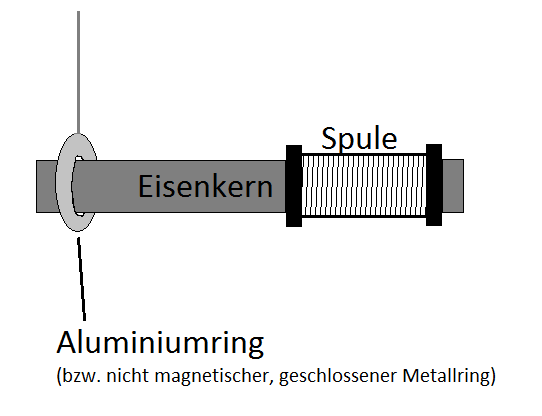 Spule
Eisenkern
Aluminiumring
(bzw. nicht magnetischer, geschlossener Metallring)